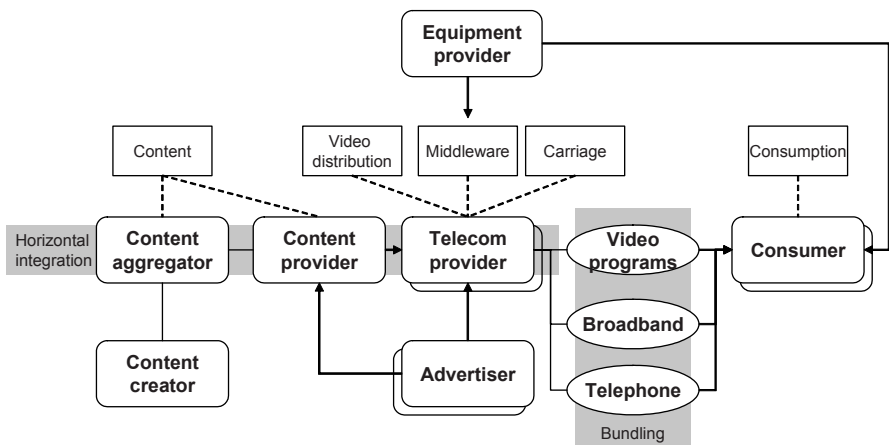 Equipment
provider
Content
Video
distribution
Middleware
Carriage
Consumption
Horizontal
integration
Content
aggregator
Content
provider
Telecom
provider
Video
programs
Consumer
Broadband
Content
creator
Advertiser
Telephone
Bundling